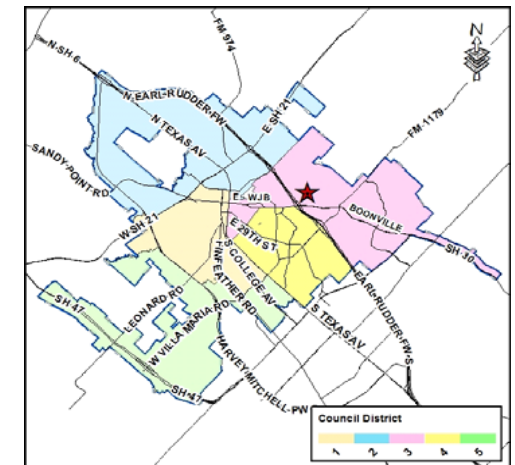 N-SH-6
FM 974
N
N-EARL-RUDDER-FW
E SH 21
N TEXAS-AV
FM-1179
SANDY-POINT-RD
E WJB
BOONVILLE
W-SH 21
E 29TH ST
SH-30
S COLLEGE-AV
FINFEATHER RD
EARL-RUDDER-FW-S
LEONARD RD
SH 47
W VILLA MARIA-RD
S TEXAS AV
HARVEY-MITCHELL-PW
SH-47
Council District
1 2 3 4 5